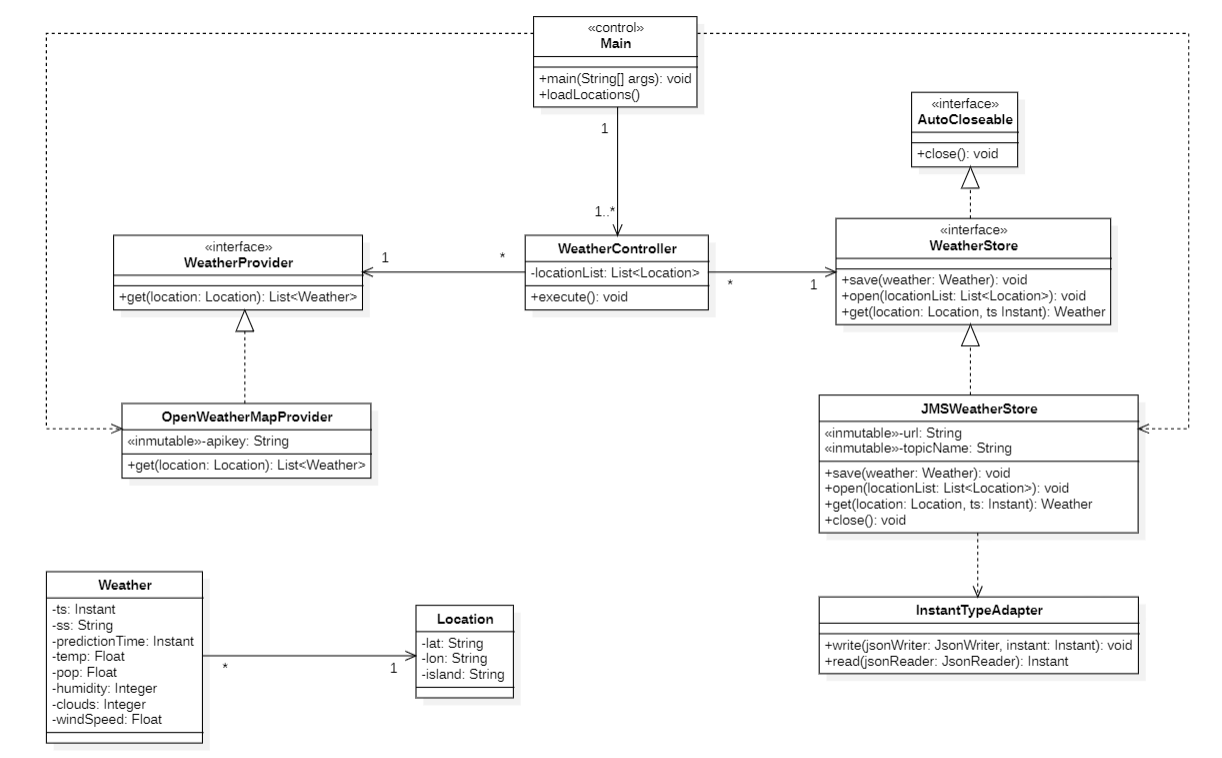 «control»
Main
+main(String[] args): void
+loadLocations()
«interface»
AutoCloseable
+close(): void
1
1..*
«interface»
WeatherProvider
+get(location: Location): List<Weather>
1
*
WeatherController
-locationList: List<Location>
+execute(): void
*
1
«interface»
WeatherStore
+save(weather: Weather): void
+open(locationList: List<Location>): void
+get(location: Location, ts Instant): Weather
OpenWeatherMapProvider
«inmutable»-apikey: String
+get(location: Location): List<Weather>
JMSWeatherStore
«inmutable»-url: String
«inmutable»-topicName: String
+save(weather: Weather): void
+open(locationList: List<Location>): void
+get(location: Location, ts: Instant): Weather
+close(): void
Weather
-ts: Instant
-ss: String
-predictionTime: Instant
-temp: Float
-pop: Float
-humidity: Integer
-clouds: Integer
-windSpeed: Float
*
1
Location
-lat: String
-lon: String
-island: String
InstantTypeAdapter
+write(jsonWriter: JsonWriter, instant: Instant): void
+read(jsonReader: JsonReader): Instant